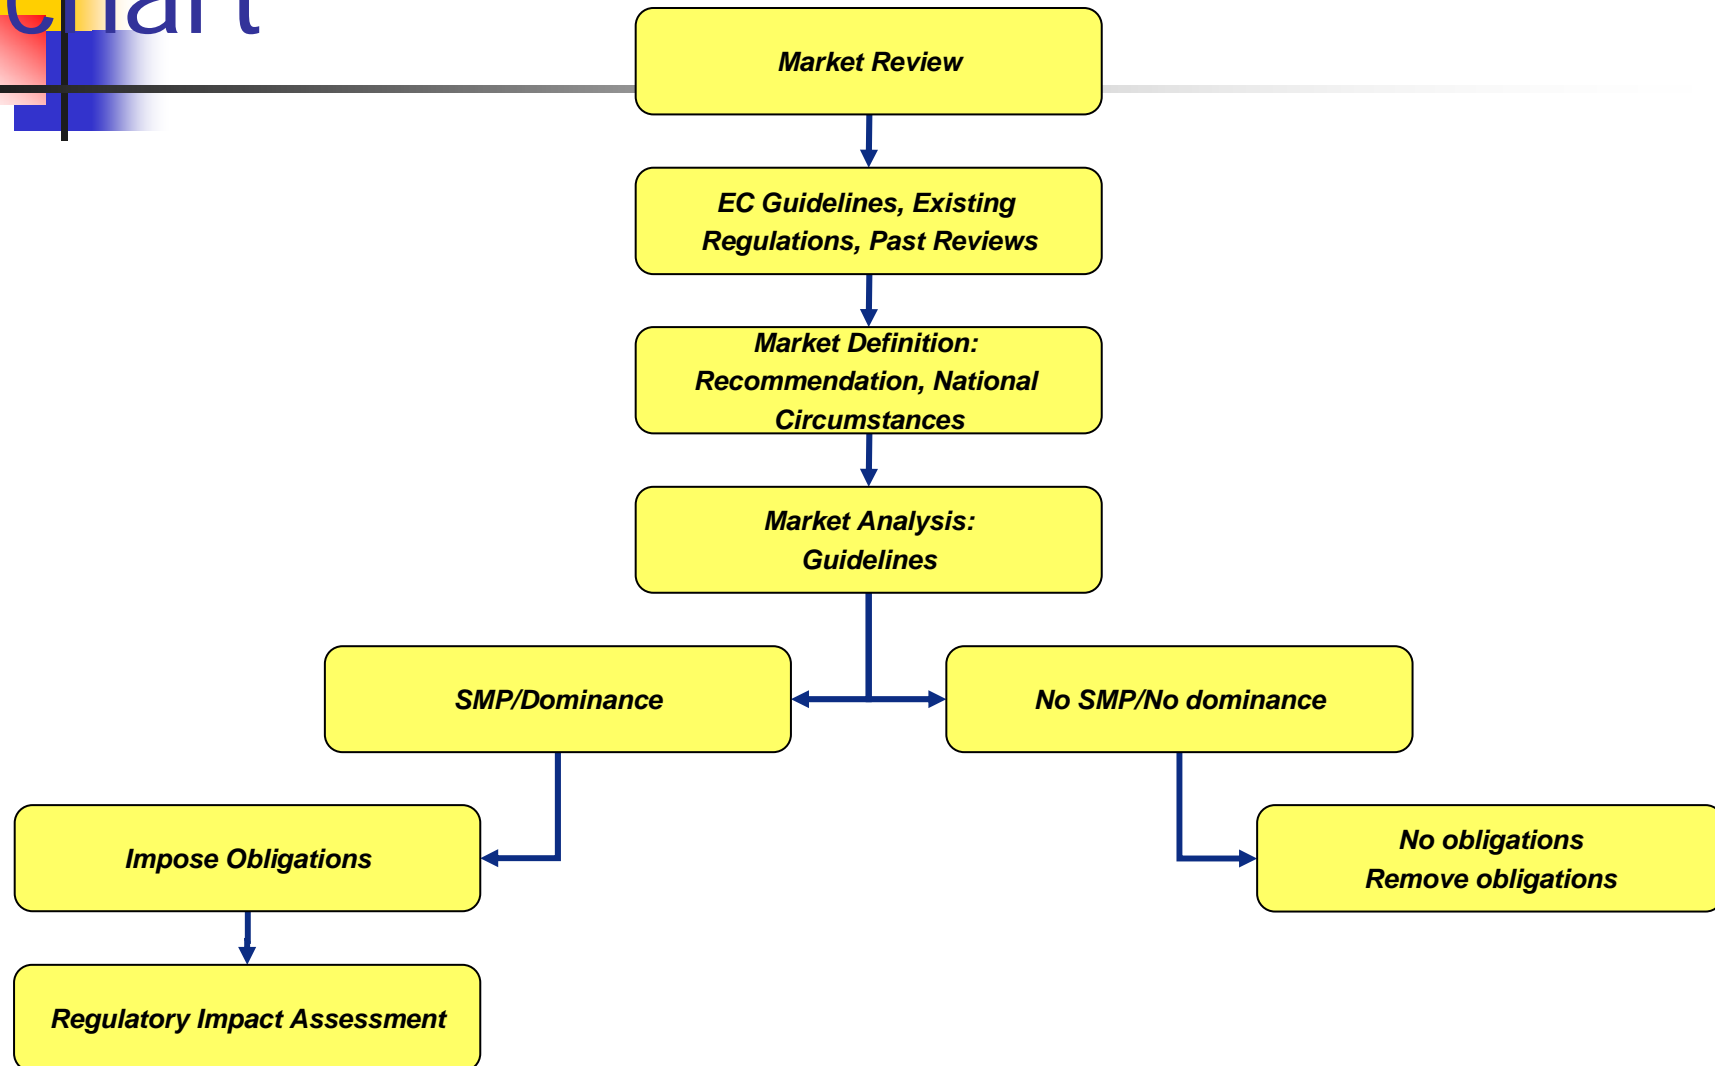 chart
Market Review
EC Guidelines, Existing
Regulations, Past Reviews
Market Definition:
Recommendation, National
Circumstances
Market Analysis:
Guidelines
SMP/Dominance
No SMP/No dominance
Impose Obligations
No obligations
Remove obligations
Regulatory Impact Assessment